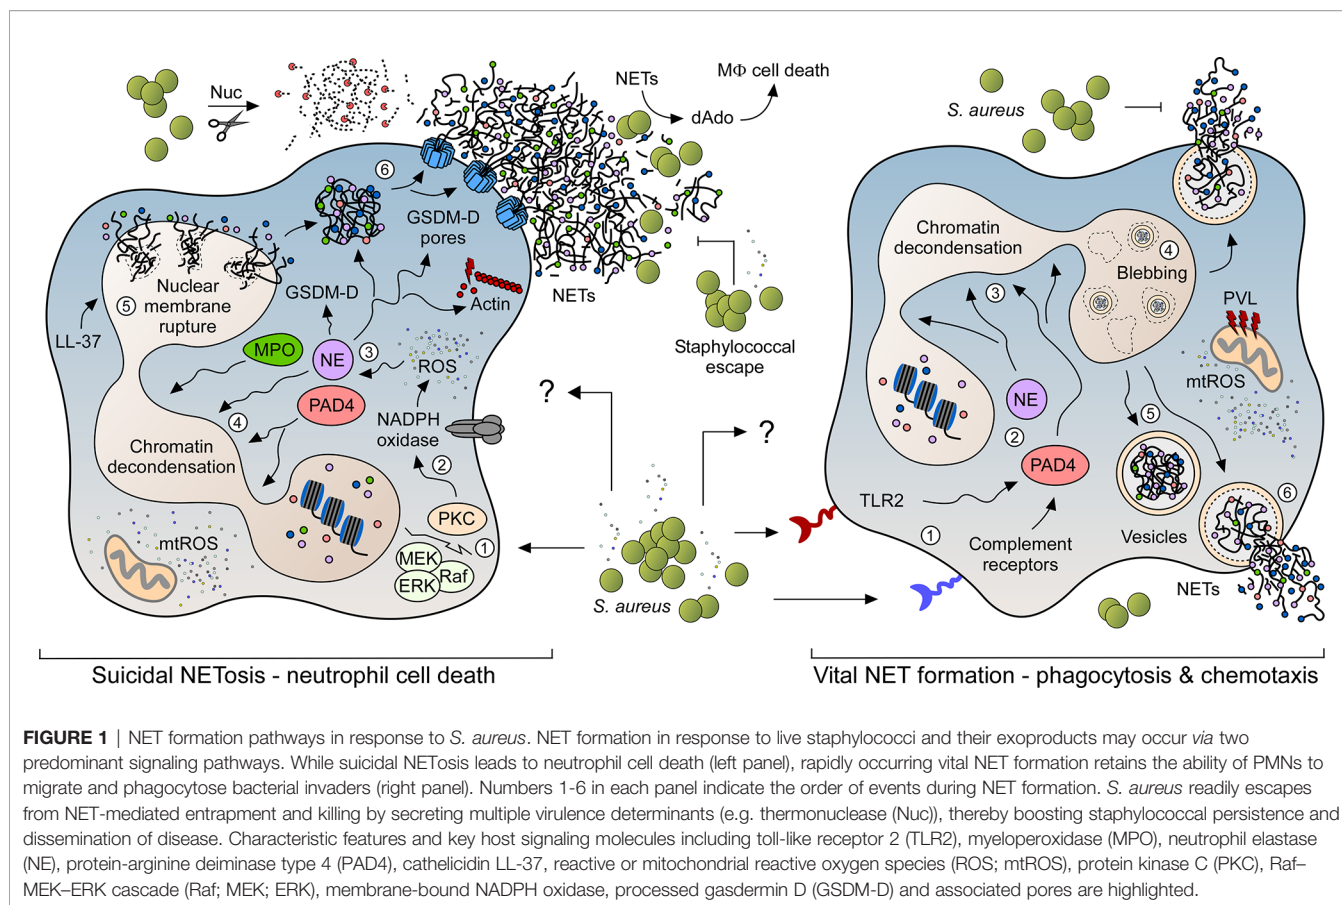 Nuc
NETs
MΦ cell death
dAdo
S. aureus
6
GSDM-D
pores
Chromatin
decondensation
4
Blebbing
Nuclear
membrane
rupture
5
GSDM-D
Actin
NETs
3
PVL
LL-37
MPO
NE
3
ROS
Staphylococcal
escape
mtROS
PAD4
NADPH
oxidase
?
?
NE
5
4
Chromatin
decondensation
2
2
PAD4
6
TLR2
PKC
1
Vesicles
mtROS
MEK
ERK
Raf
1
Complement
receptors
S. aureus
NETs
Suicidal NETosis - neutrophil cell death
Vital NET formation - phagocytosis & chemotaxis
FIGURE 1 | NET formation pathways in response to S. aureus. NET formation in response to live staphylococci and their exoproducts may occur via two
predominant signaling pathways. While suicidal NETosis leads to neutrophil cell death (left panel), rapidly occurring vital NET formation retains the ability of PMNs to
migrate and phagocytose bacterial invaders (right panel). Numbers 1-6 in each panel indicate the order of events during NET formation. S. aureus readily escapes
from NET-mediated entrapment and killing by secreting multiple virulence determinants (e.g. thermonuclease (Nuc)), thereby boosting staphylococcal persistence and
dissemination of disease. Characteristic features and key host signaling molecules including toll-like receptor 2 (TLR2), myeloperoxidase (MPO), neutrophil elastase
(NE), protein-arginine deiminase type 4 (PAD4), cathelicidin LL-37, reactive or mitochondrial reactive oxygen species (ROS; mtROS), protein kinase C (PKC), Raf–
MEK–ERK cascade (Raf; MEK; ERK), membrane-bound NADPH oxidase, processed gasdermin D (GSDM-D) and associated pores are highlighted.